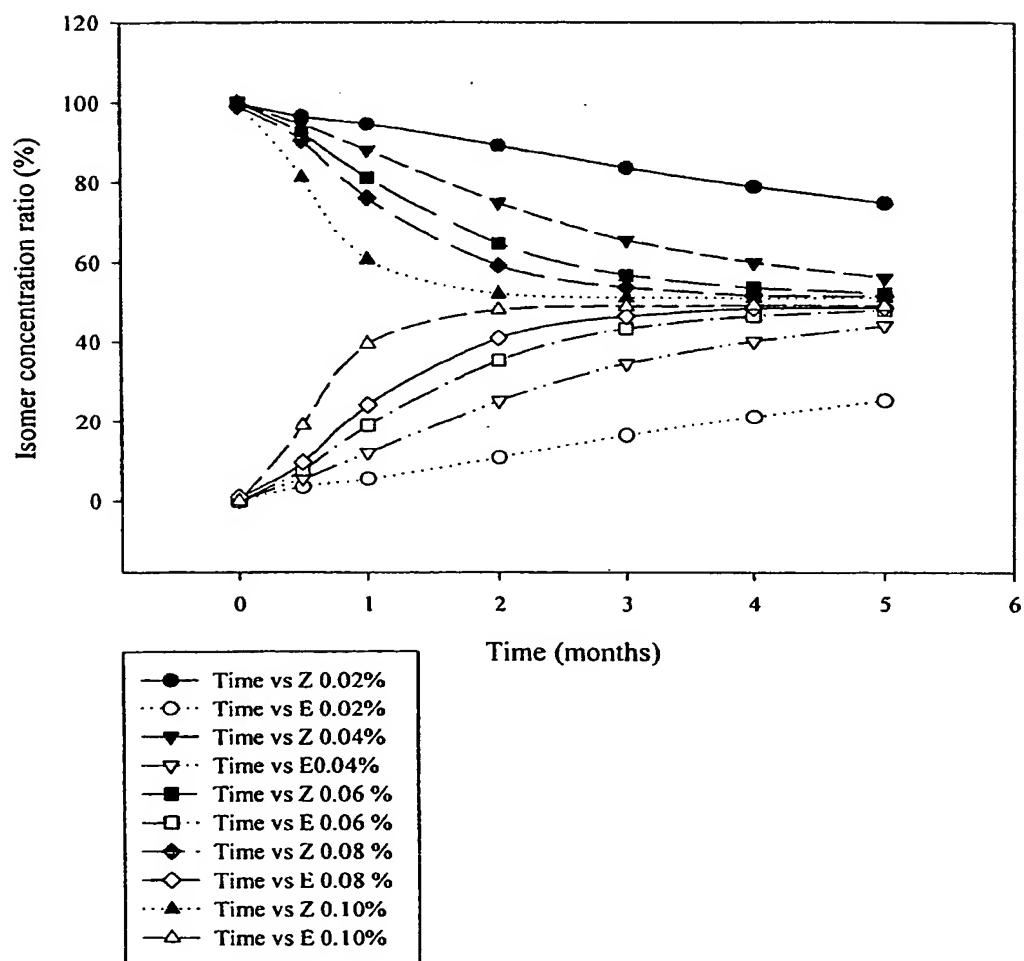 120
100
80
60
40
20
0
Isomer concentration ratio (%)
0 1 2 3 4 5 6
Time (months)
Time vs Z 0.02%
Time vs E 0.02%
Time vs Z 0.04%
Time vs E0.04%
Time vs Z 0.06 %
Time vs E 0.06 %
Time vs Z 0.08 %
Time vs E 0.08 %
Time vs Z 0.10%
Time vs E 0.10%